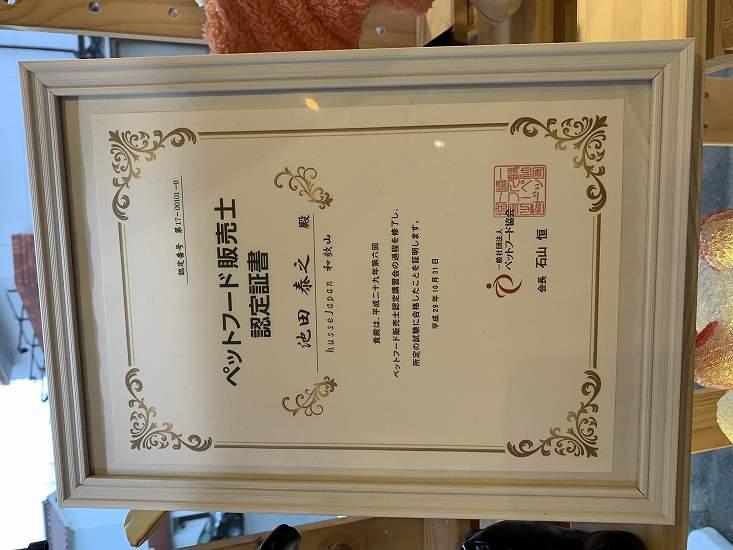 認定番号 第17-00101-0
ペットフード販売士
認定証書
池田 泰之 殿
husseJapan 和歌山
貴殿は、平成二十九年第六回
ペットフード販売士認定講習会の過程を修了し、
所定の試験に合格したことを証明します。
平成29年10月31日
一般社団法人
ペットフード協会
会長 石山 恒